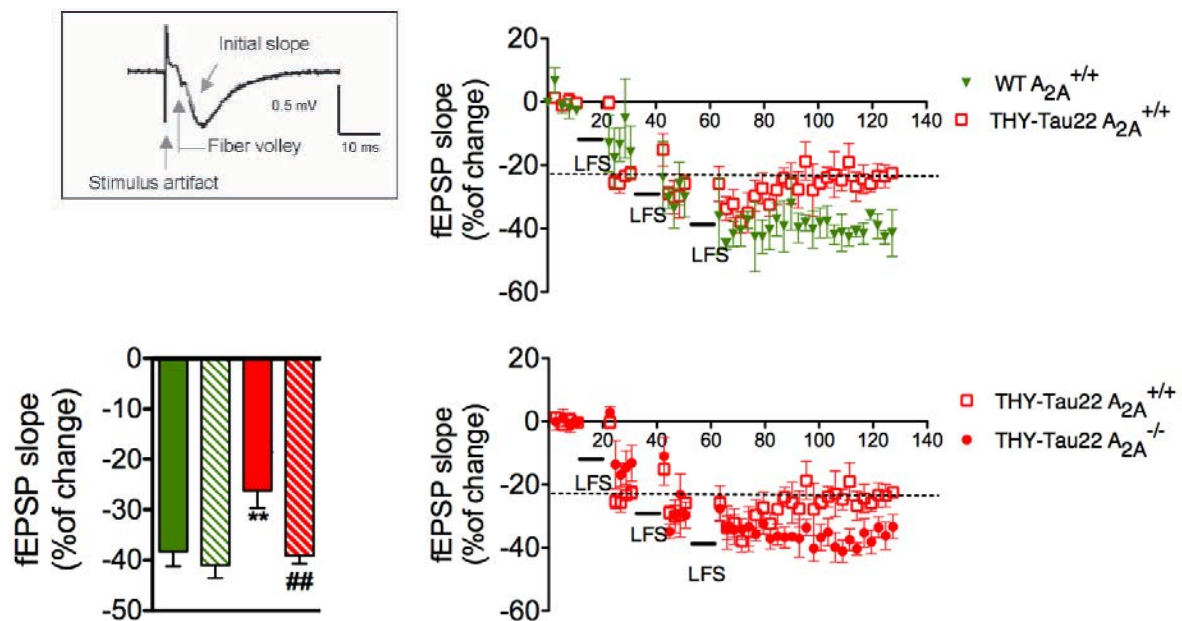 Initial slope
0.5 mV
10 ms
Fiber volley
Stimulus artifact
fEPSP slope
(%of change)
20
0
-20
-40
-60
20 40 60 80 100 120 140
LFS
LFS
LFS
WT A2A+/+
THY-Tau22 A2A+/+
fEPSP slope
(%of change)
0
-10
-20
-30
-40
-50
**
##
fEPSP slope
(%of change)
20
0
-20
-40
-60
20 40 60 80 100 120 140
LFS
LFS
LFS
THY-Tau22 A2A+/+
THY-Tau22 A2A-/-